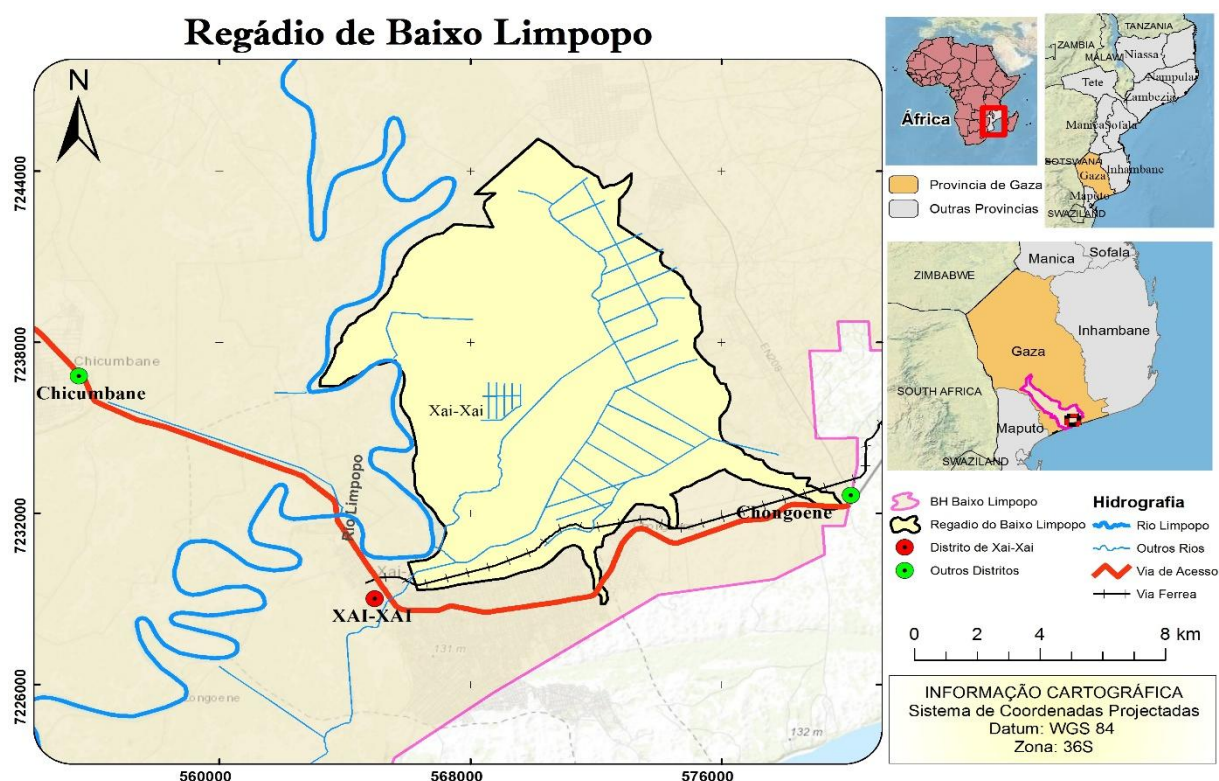 Regádio de Baixo Limpopo
N
7244000
7238000
7232000
7226000
560000
568000
576000
Chicumbane
Chicumbane
Xai-Xai
Rio Limpopo
Chongoene
Xai-
XAI-XAI
131 m
ongoene
132 m
África
Provincia de Gaza
Outras Provincias
TANZANIA
ZAMBIA
MALAWI
Niassa
Tete
Nampula
Zambezia
Manica
Sofala
BOTSWANA
Gaza
Inhambane
Maputo
SWAZILAND
Manica
Sofala
ZIMBABWE
Inhambane
Gaza
SOUTH AFRICA
Maputo
SWAZILAND
BH Baixo Limpopo
Regadio do Baixo Limpopo
Distrito de Xai-Xai
Outros Distritos
Hidrografia
Rio Limpopo
Outros Rios
Via de Acesso
Via Ferrea
0 2 4 8 km
INFORMAÇÃO CARTOGRÁFICA
Sistema de Coordenadas Projectadas
Datum: WGS 84
Zona: 36S